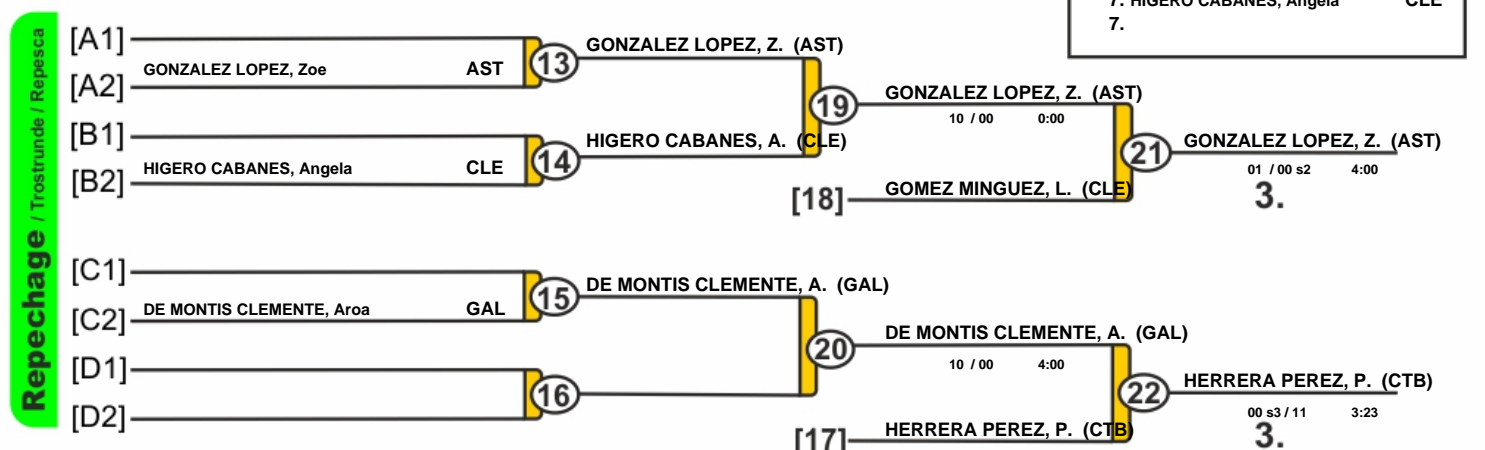 7. HIGERO CABANES, Angela CLE
7.
Repechage / Trostrunde / Repesca
[A1]
GONZALEZ LOPEZ, Zoe AST
[A2]
13
GONZALEZ LOPEZ, Z. (AST)
[B1]
HIGERO CABANES, Angela CLE
[B2]
14
HIGERO CABANES, A. (CLE)
19
GONZALEZ LOPEZ, Z. (AST)
10 / 00 0:00
[18] GOMEZ MINGUEZ, L. (CLE)
21
GONZALEZ LOPEZ, Z. (AST)
01 / 00 s2 4:00
3.
[C1]
DE MONTIS CLEMENTE, Aroa GAL
[C2]
15
DE MONTIS CLEMENTE, A. (GAL)
[D1]
[D2]
16
20
DE MONTIS CLEMENTE, A. (GAL)
10 / 00 4:00
[17] HERRERA PEREZ, P. (CTB)
22
HERRERA PEREZ, P. (CTB)
00 s3 / 11 3:23
3.